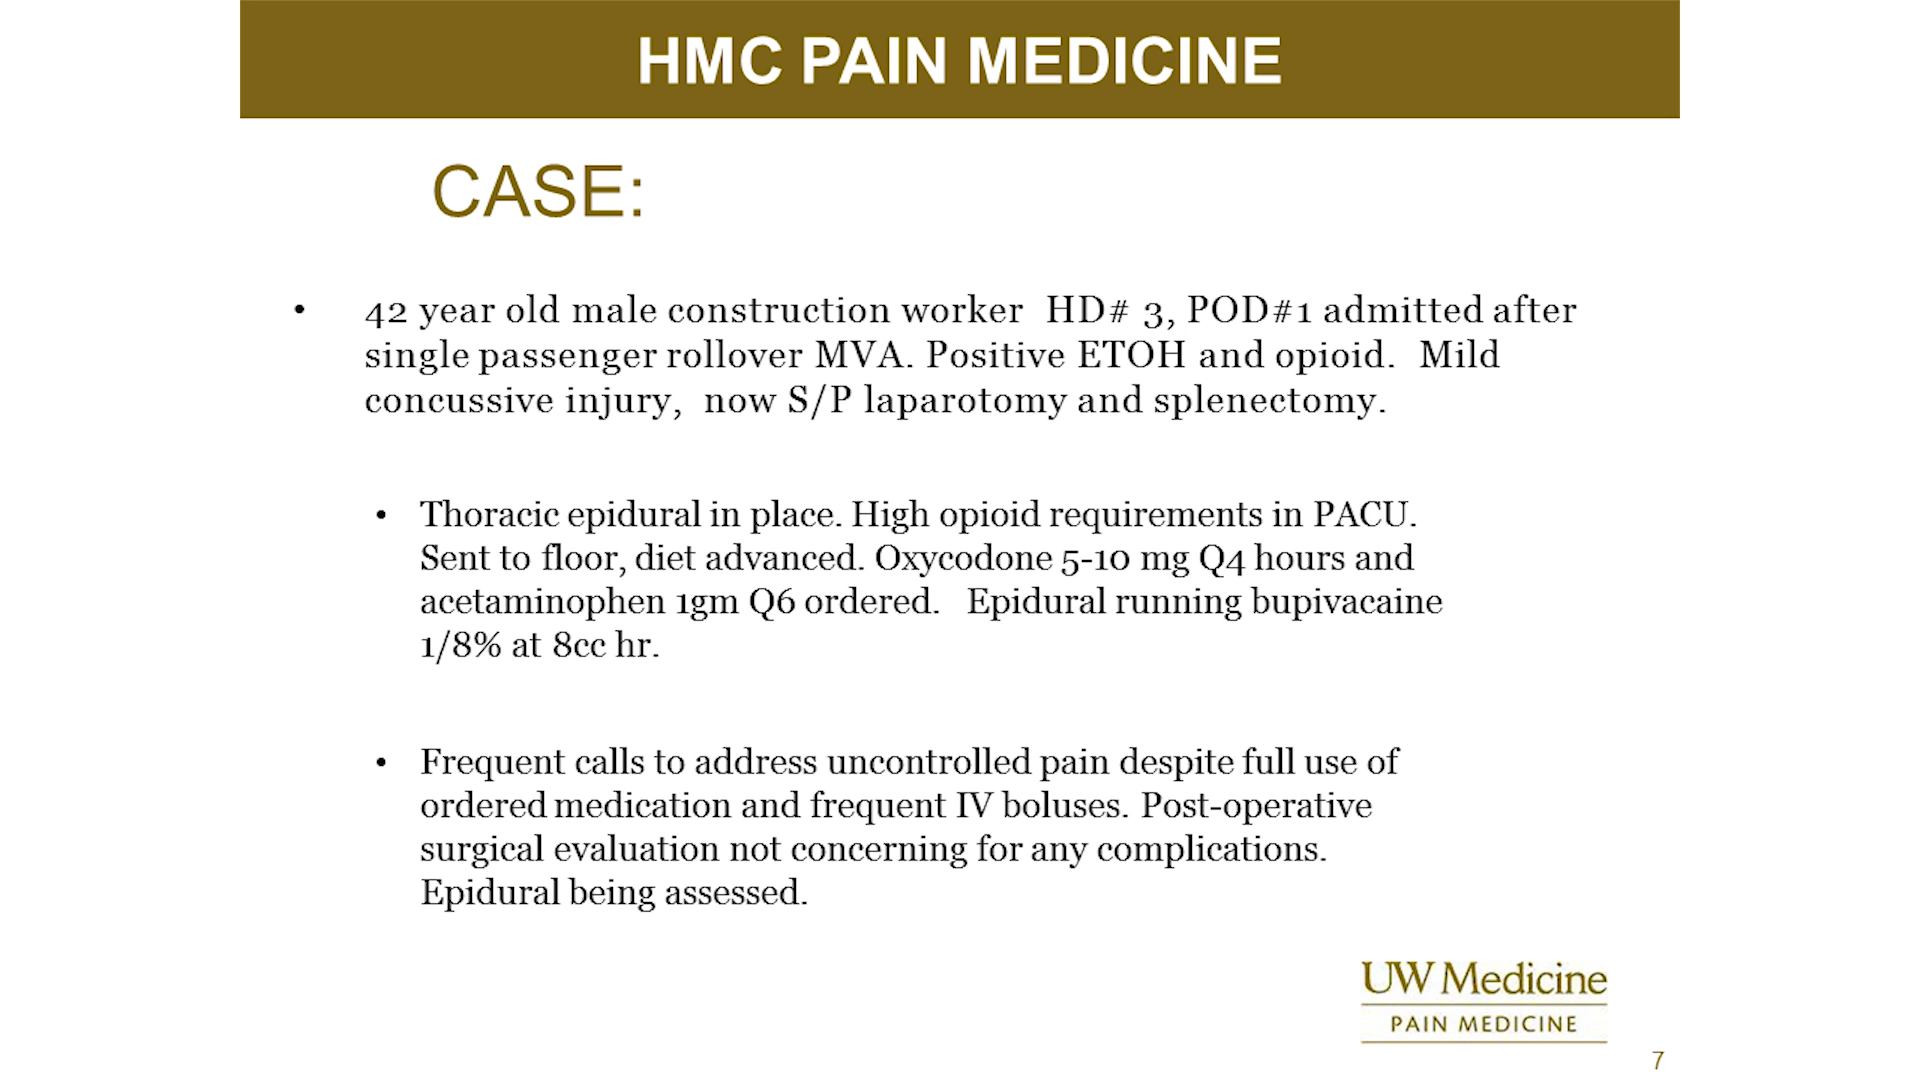 HMC PAIN MEDICINE
CASE:
• 42 year old male construction worker HD# 3, POD#1 admitted after
single passenger rollover MVA. Positive ETOH and opioid. Mild
concussive injury, now S/P laparotomy and splenectomy.
• Thoracic epidural in place. High opioid requirements in PACU.
Sent to floor, diet advanced. Oxycodone 5-10 mg Q4 hours and
acetaminophen 1gm Q6 ordered. Epidural running bupivacaine
1/8% at 8cc hr.
• Frequent calls to address uncontrolled pain despite full use of
ordered medication and frequent IV boluses. Post-operative
surgical evaluation not concerning for any complications.
Epidural being assessed.
UW Medicine
PAIN MEDICINE
7